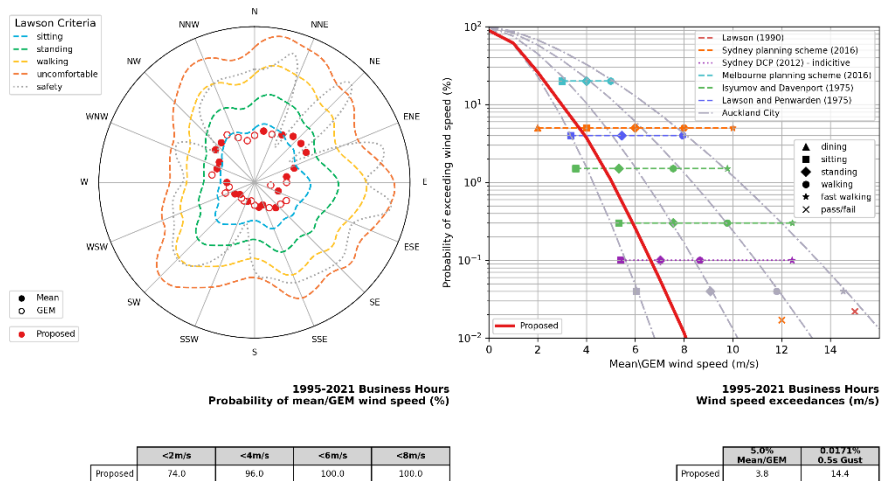 Lawson Criteria
sitting
standing
walking
uncomfortable
safety
N
NNE
ENE
E
ESE
SE
SSE
S
SSW
SW
WSW
W
WNW
NW
NNW
Mean
GEM
Proposed
Probability of exceeding wind speed (%)
10²
10¹
10⁰
10⁻¹
10⁻²
Lawson (1990)
Sydney planning scheme (2016)
Sydney DCP (2012) - indicitive
Melbourne planning scheme (2016)
Isyumov and Davenport (1975)
Lawson and Penwarden (1975)
Auckland City
dining
sitting
standing
walking
fast walking
pass/fail
Proposed
0 2 4 6 8 10 12 14
Mean\GEM wind speed (m/s)
1995-2021 Business Hours
Probability of mean/GEM wind speed (%)
1995-2021 Business Hours
Wind speed exceedances (m/s)
<2m/s <4m/s <6m/s <8m/s
Proposed 74.0 96.0 100.0 100.0
5.0% 0.0171%
Mean/GEM 0.5s Gust
Proposed 3.8 14.4